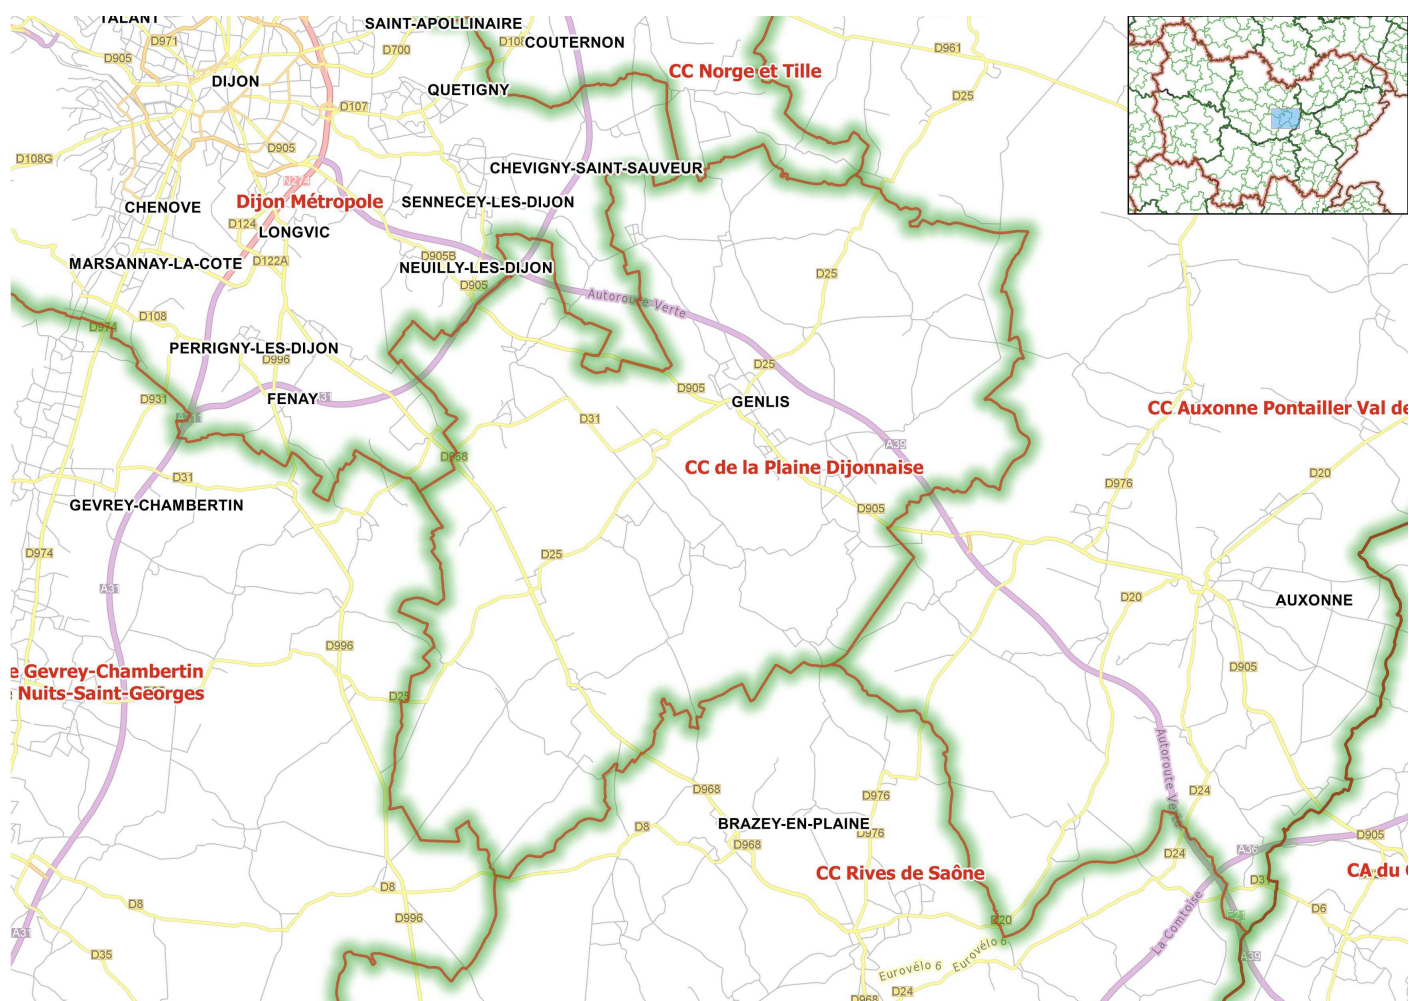 TALANT
SAINT-APOLLINAIRE
D971
D700
COUTERNON
D961
D905
DIJON
CC Norge et Tille
QUETIGNY
D25
D107
D108G
D905
CHEVIGNY-SAINT-SAUVEUR
Dijon Métropole
SENNECEY-LES-DIJON
CHENOVE
D124
LONGVIC
MARSANNAY-LA-COTE
D122A
D905B
NEUILLY-LES-DIJON
D25
D905
Autoroute Verte
D974
D108
PERRIGNY-LES-DIJON
D996
D25
D905
D931
FENAY
GENLIS
CC Auxonne Pontailler Val de
D31
A39
D968
CC de la Plaine Dijonnaise
D20
D31
D976
GEVREY-CHAMBERTIN
D905
D974
D25
A31
D20
AUXONNE
D996
e Gevrey-Chambertin
D905
Nuits-Saint-Georges
D25
Autoroute Verte
D968
D976
D24
D8
BRAZEY-EN-PLAINE
D976
D905
D968
D24
A36
CC Rives de Saône
CA du
D31
D8
D8
D996
D20
D6
A31
La Comtoise
D35
Eurovélo 6
Eurovélo 6
A39
D24
D968